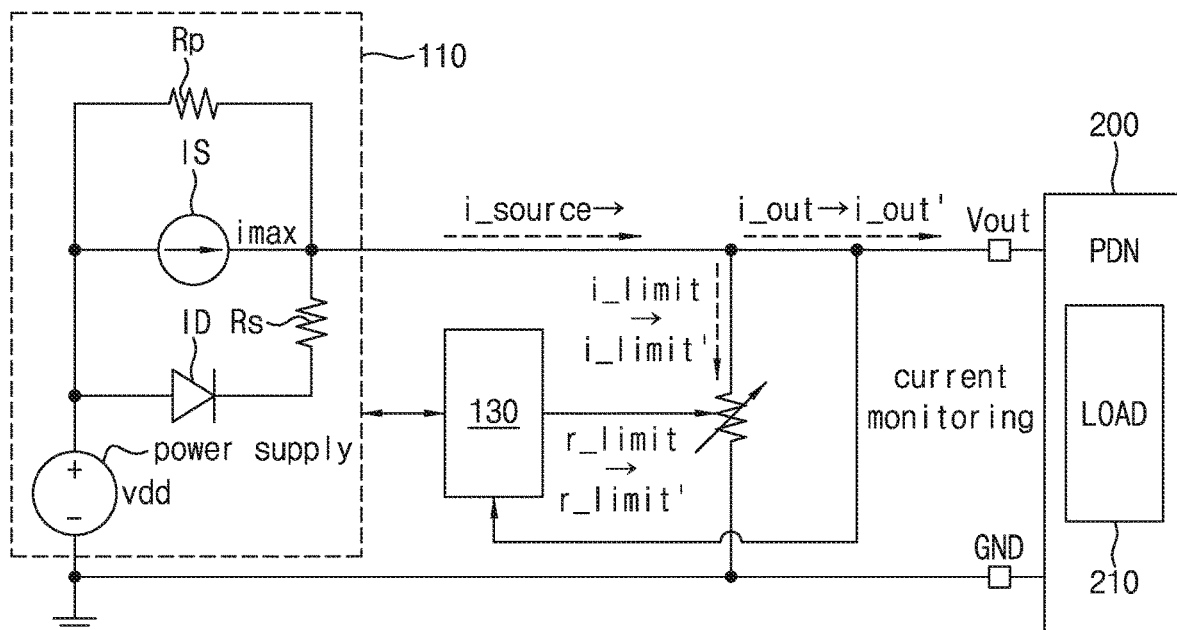 Rp
110
IS
imax
i_source→
i_out→i_out'
Vout
200
PDN
ID
Rs
i_limit
→
i_limit'
130
r_limit
→
r_limit'
current
monitoring
LOAD
power supply
+
vdd
-
GND
210